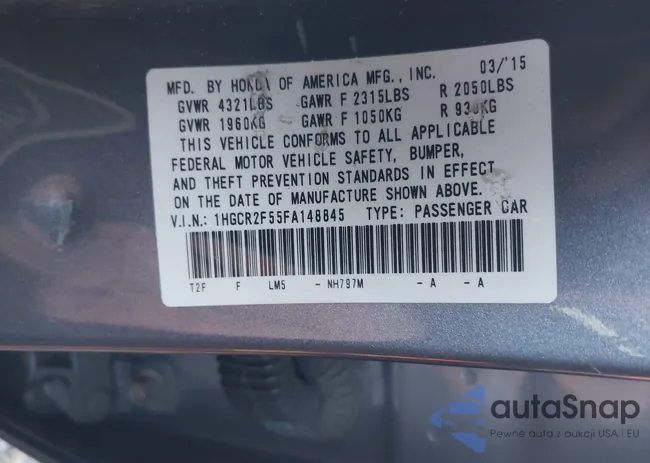 MFD. BY HONDA OF AMERICA MFG., INC. 03/'15
GVWR 4321LBS GAWR F 2315LBS R 2050LBS
GVWR 1960KG GAWR F 1050KG R 930KG
THIS VEHICLE CONFORMS TO ALL APPLICABLE
FEDERAL MOTOR VEHICLE SAFETY, BUMPER,
AND THEFT PREVENTION STANDARDS IN EFFECT
ON THE DATE OF MANUFACTURE SHOWN ABOVE.
V.I.N.: 1HGCR2F55FA148845 TYPE: PASSENGER CAR
T2F F LM5 - NH797M - A - A
autaSnap
Pewne auta z aukcji USA i EU